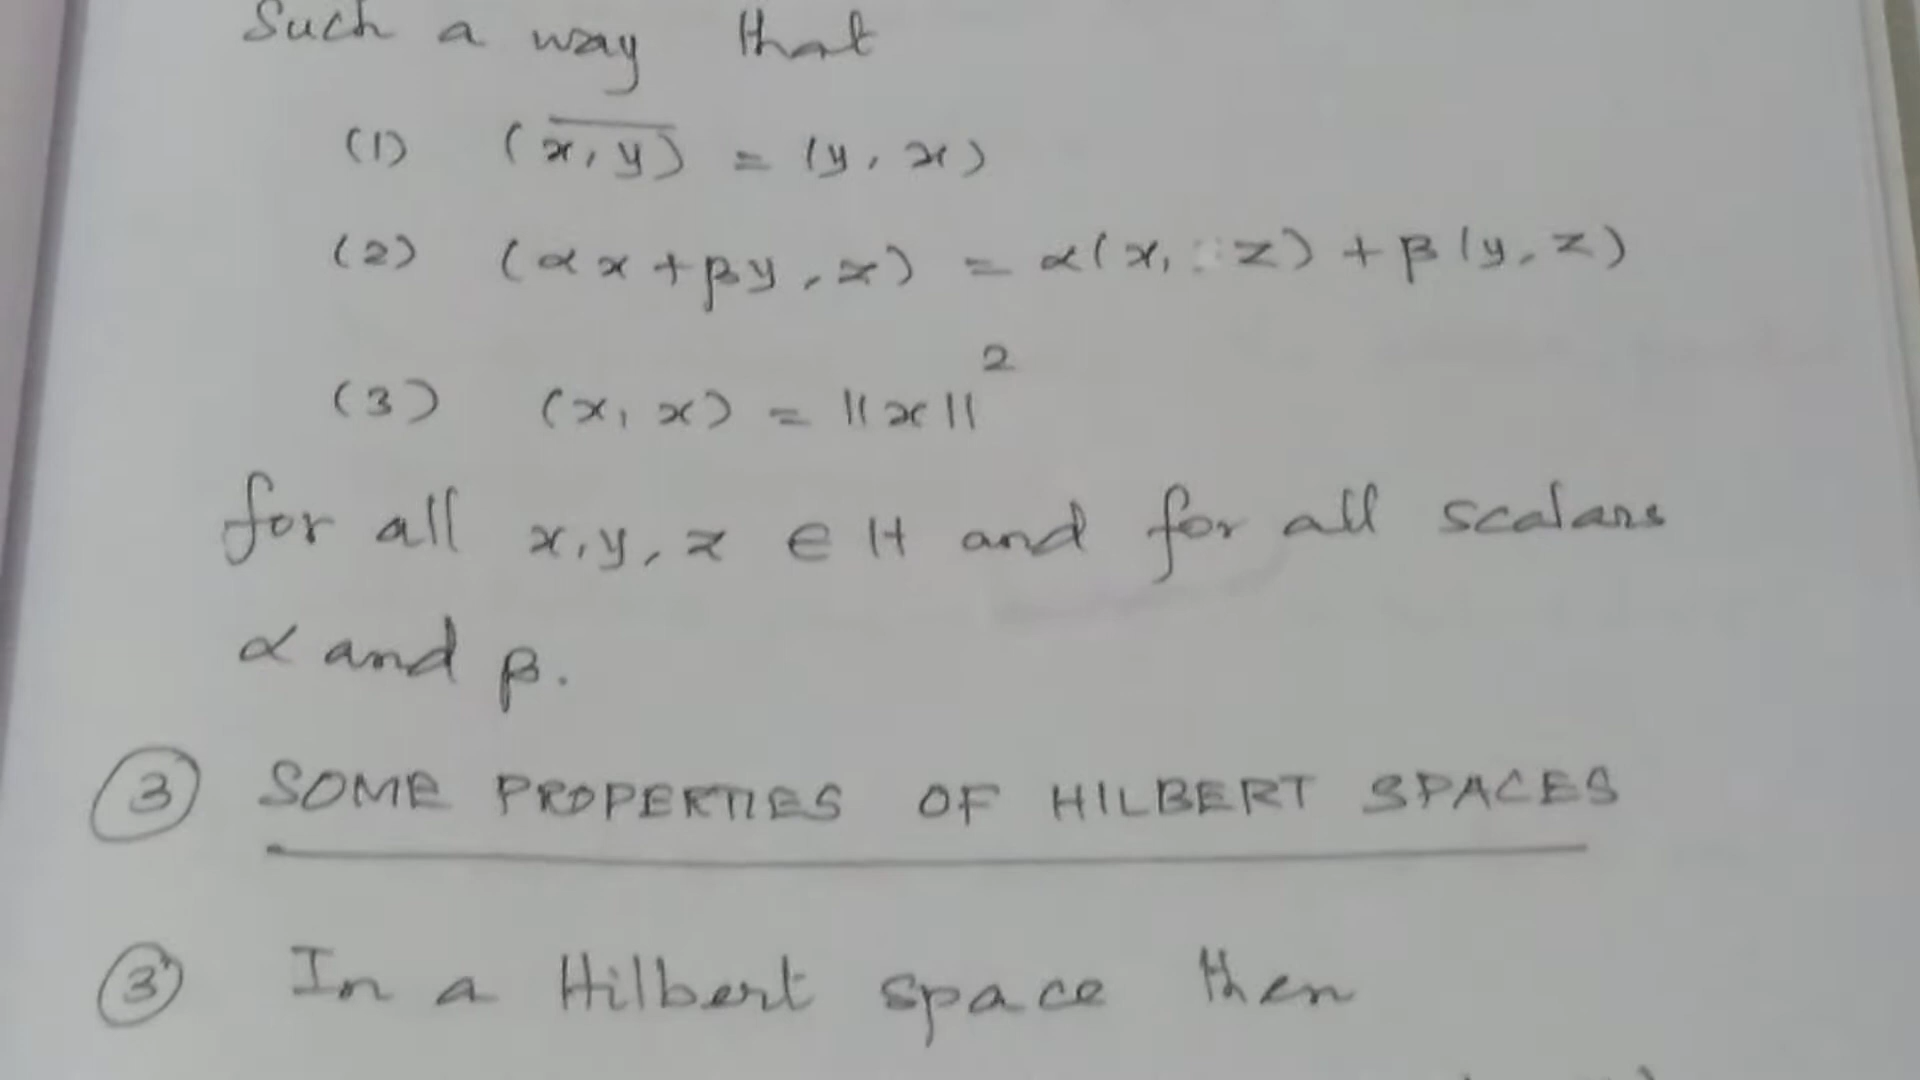 Such a way that
(1) (\overline{x, y}) = (y, x)
(2) (αx + βy, z) = α(x, z) + β(y, z)
(3) (x, x) = ||x||²
for all x, y, z ∈ H and for all scalars
α and β.
③ SOME PROPERTIES OF HILBERT SPACES
③ In a Hilbert space then